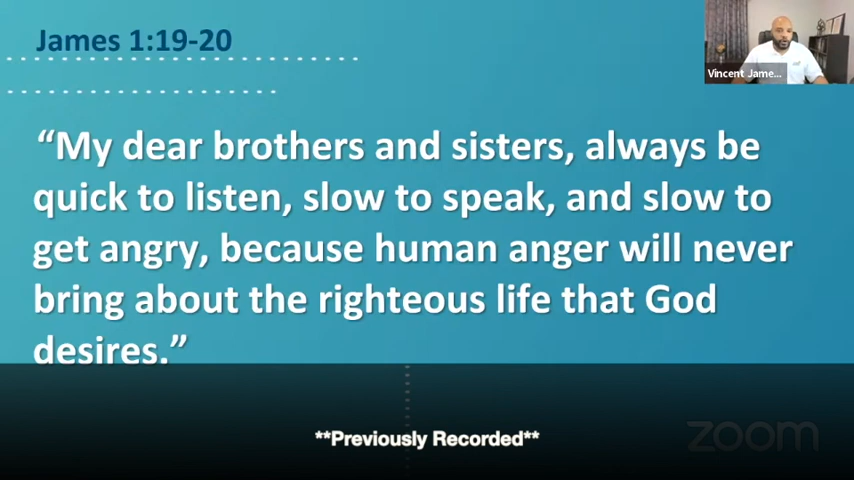 James 1:19-20
Vincent Jame...
“My dear brothers and sisters, always be
quick to listen, slow to speak, and slow to
get angry, because human anger will never
bring about the righteous life that God
desires.”
**Previously Recorded**
zoom